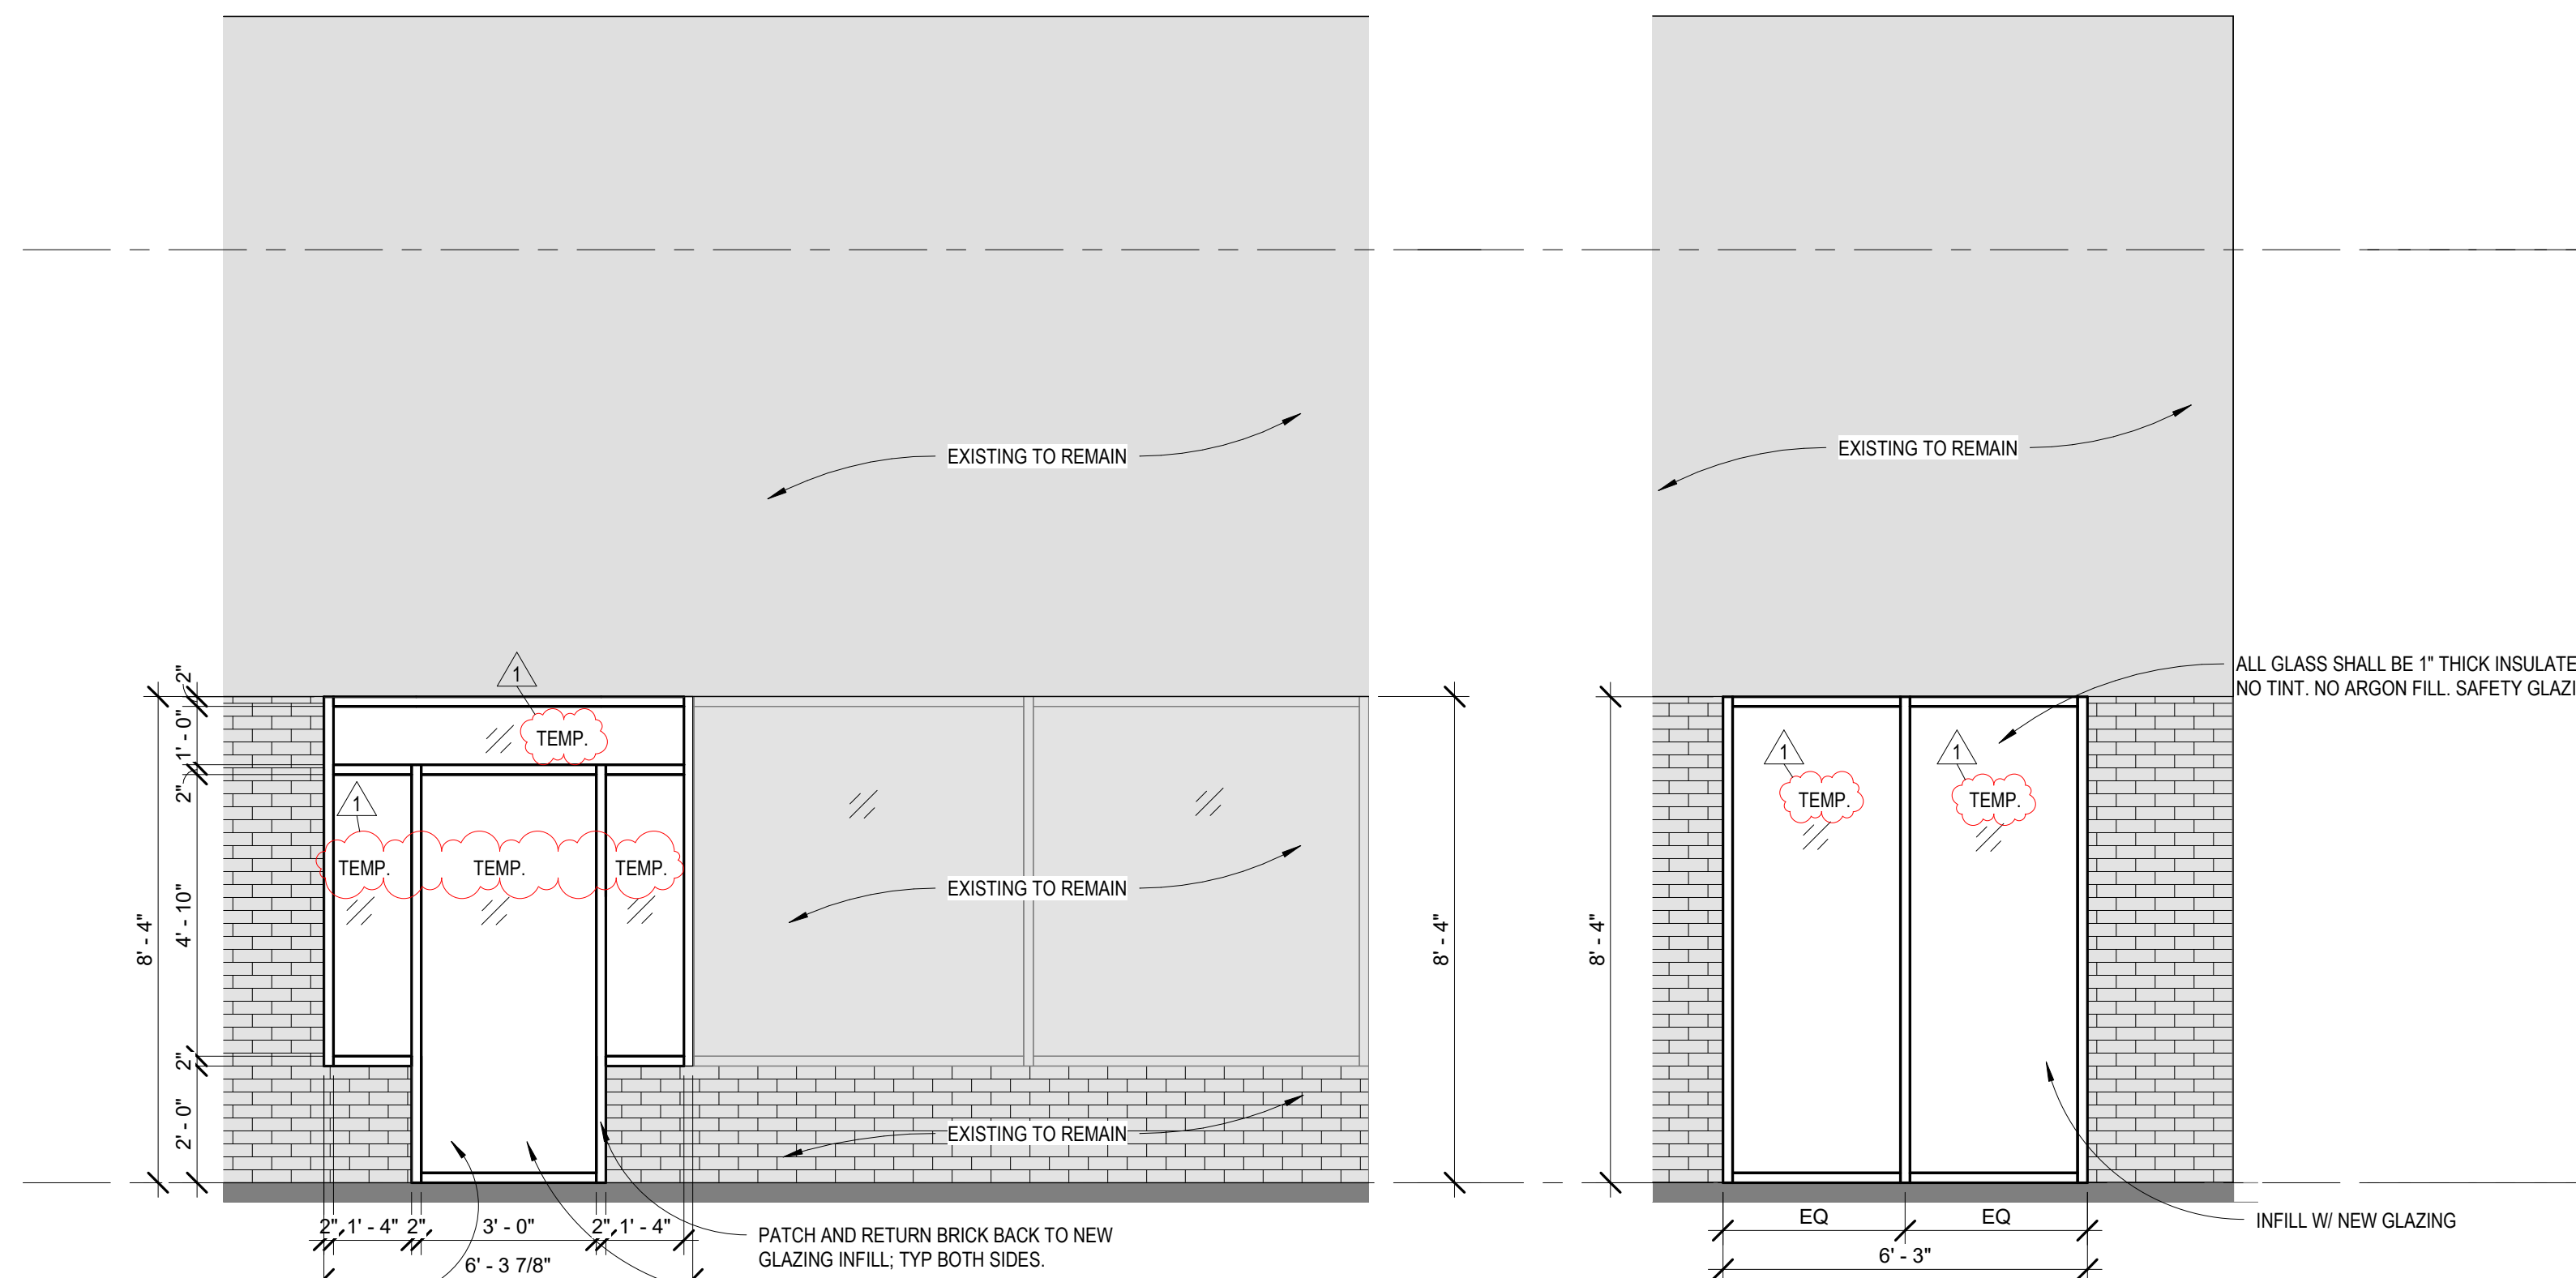 EXISTING TO REMAIN
EXISTING TO REMAIN
ALL GLASS SHALL BE 1" THICK
NO TINT. NO ARGON FILL. SAFETY
1
TEMP.
1
TEMP.
TEMP.
TEMP.
1
TEMP.
1
TEMP.
EXISTING TO REMAIN
EXISTING TO REMAIN
2"
1' - 0"
2"
4' - 10"
2"
2' - 0"
8' - 4"
8' - 4"
8' - 4"
2"
1' - 4"
2"
3' - 0"
2"
1' - 4"
6' - 3 7/8"
PATCH AND RETURN BRICK BACK TO NEW
GLAZING INFILL; TYP BOTH SIDES.
EQ
EQ
6' - 3"
INFILL W/ NEW GLAZING